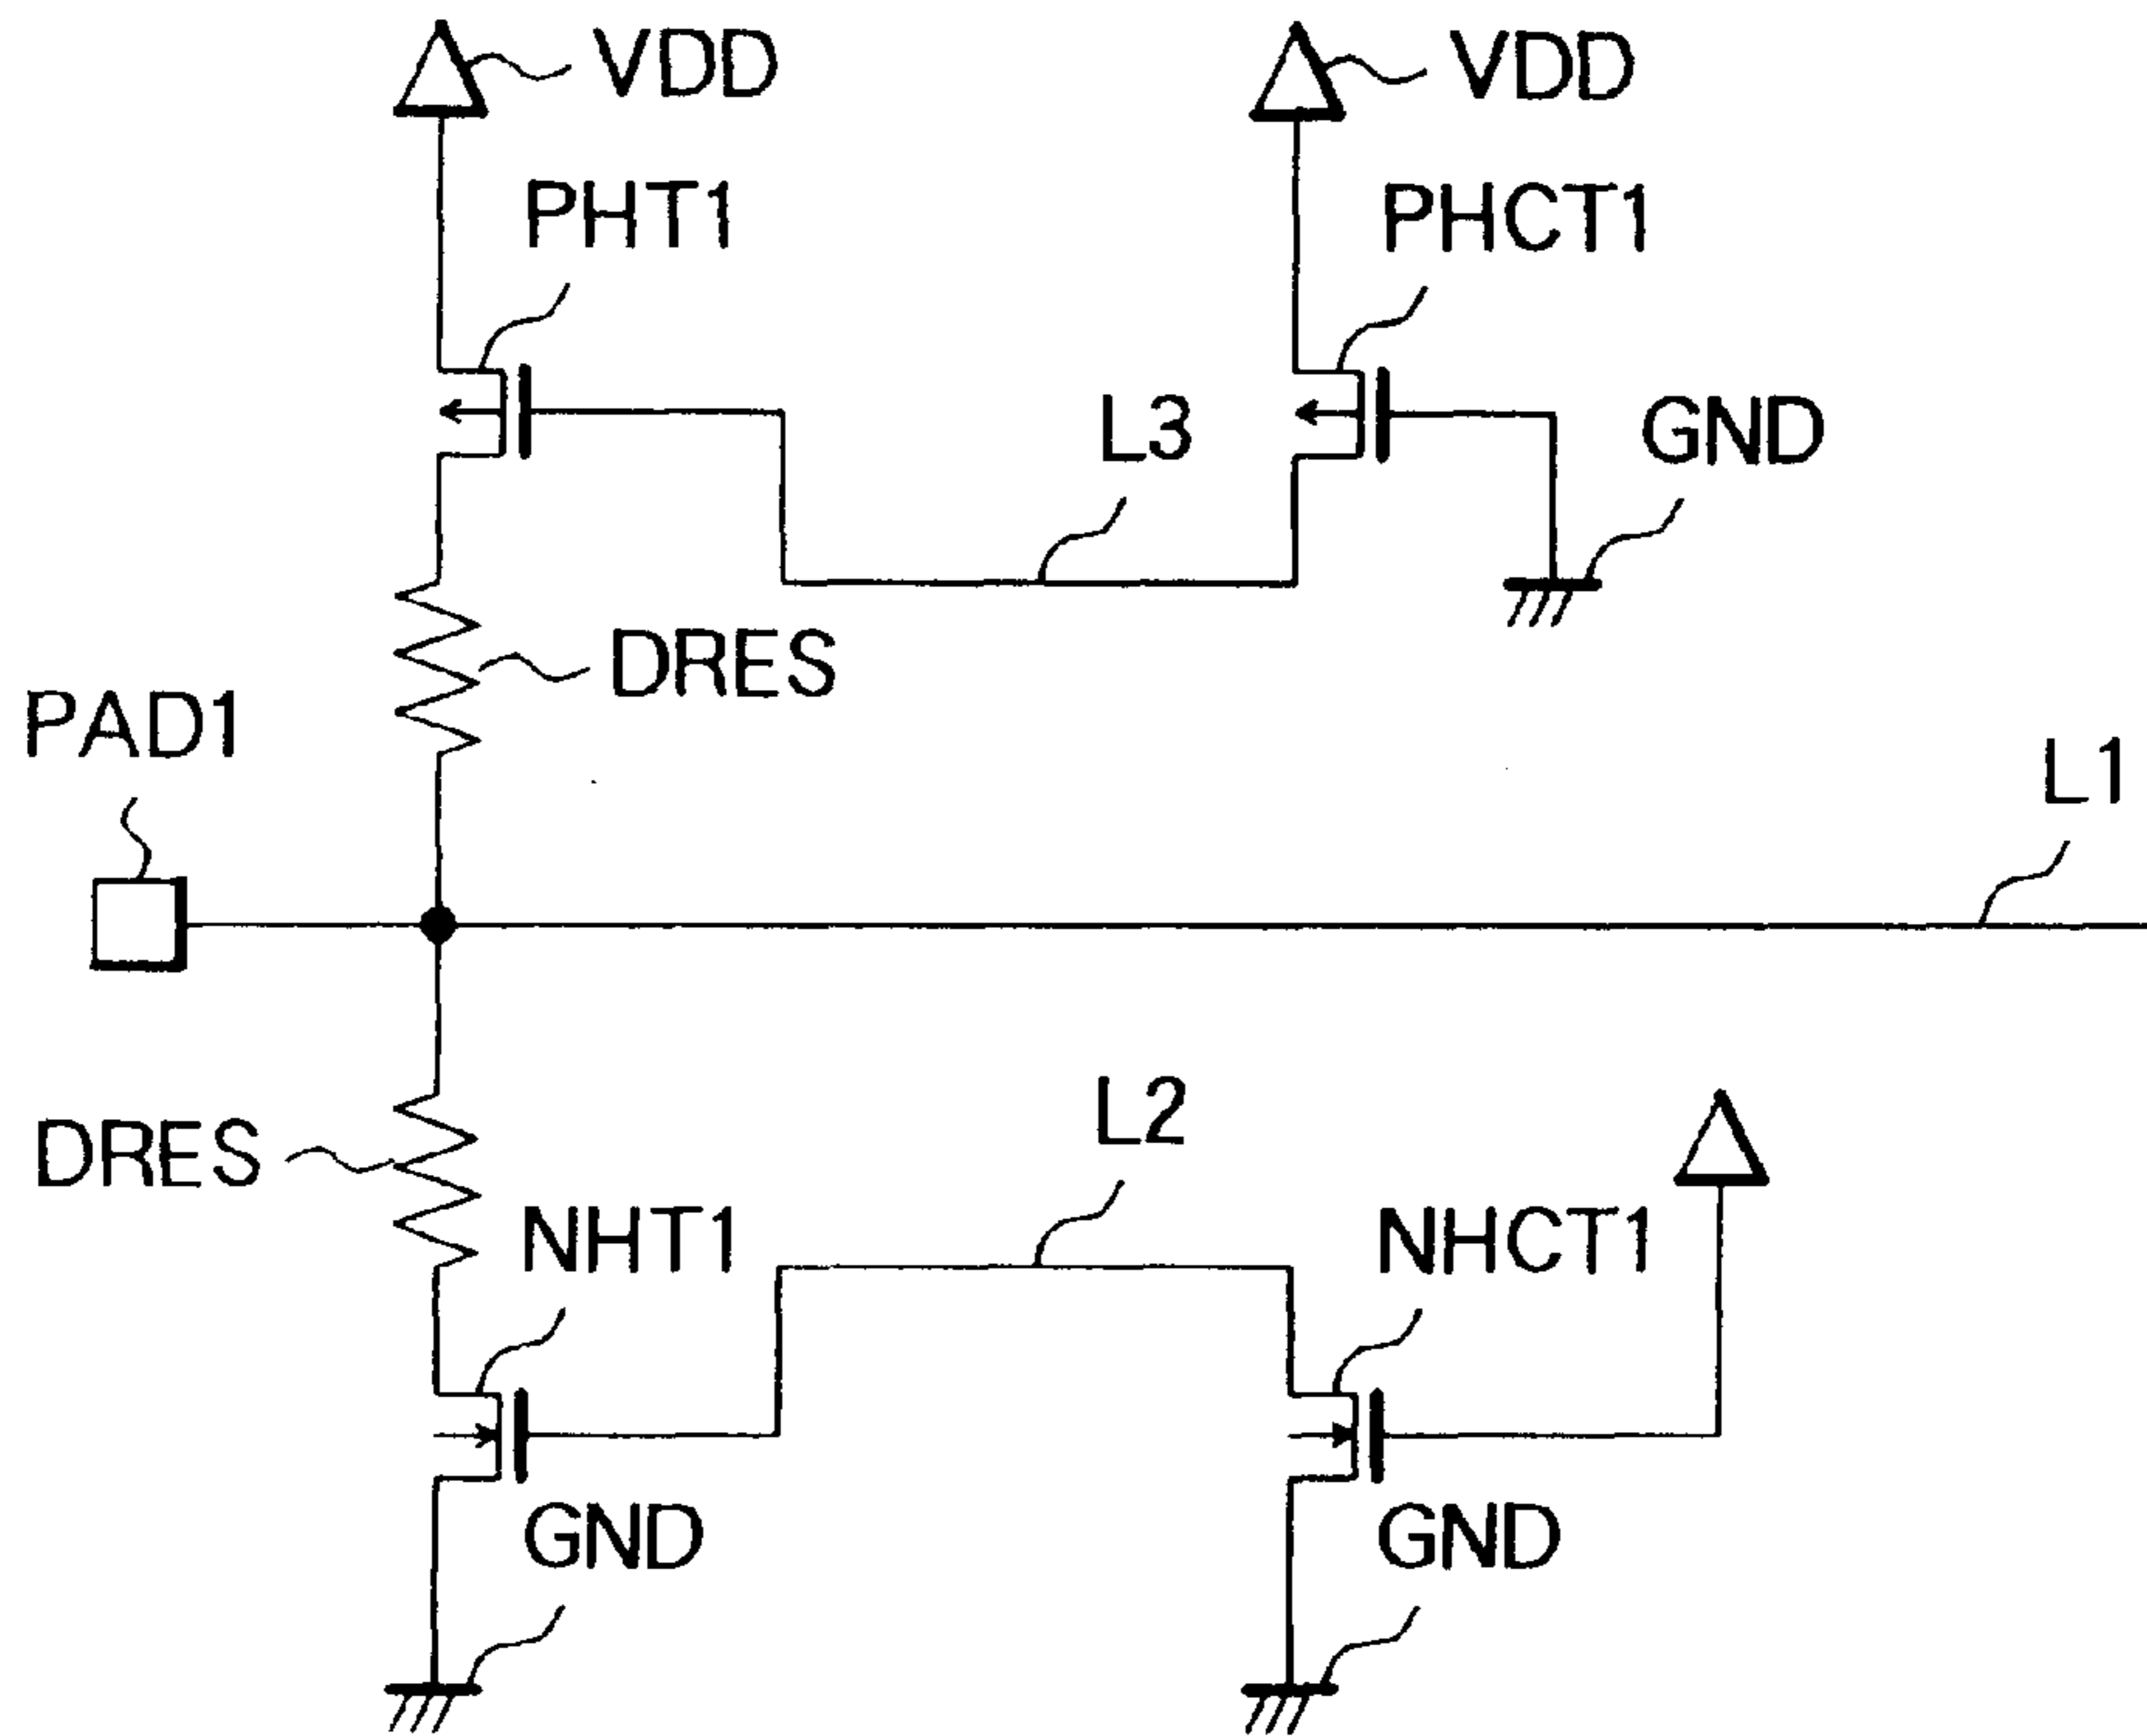 VDD
VDD
PHT1
PHCT1
L3
GND
DRES
PAD1
L1
L2
DRES
NHT1
NHCT1
GND
GND